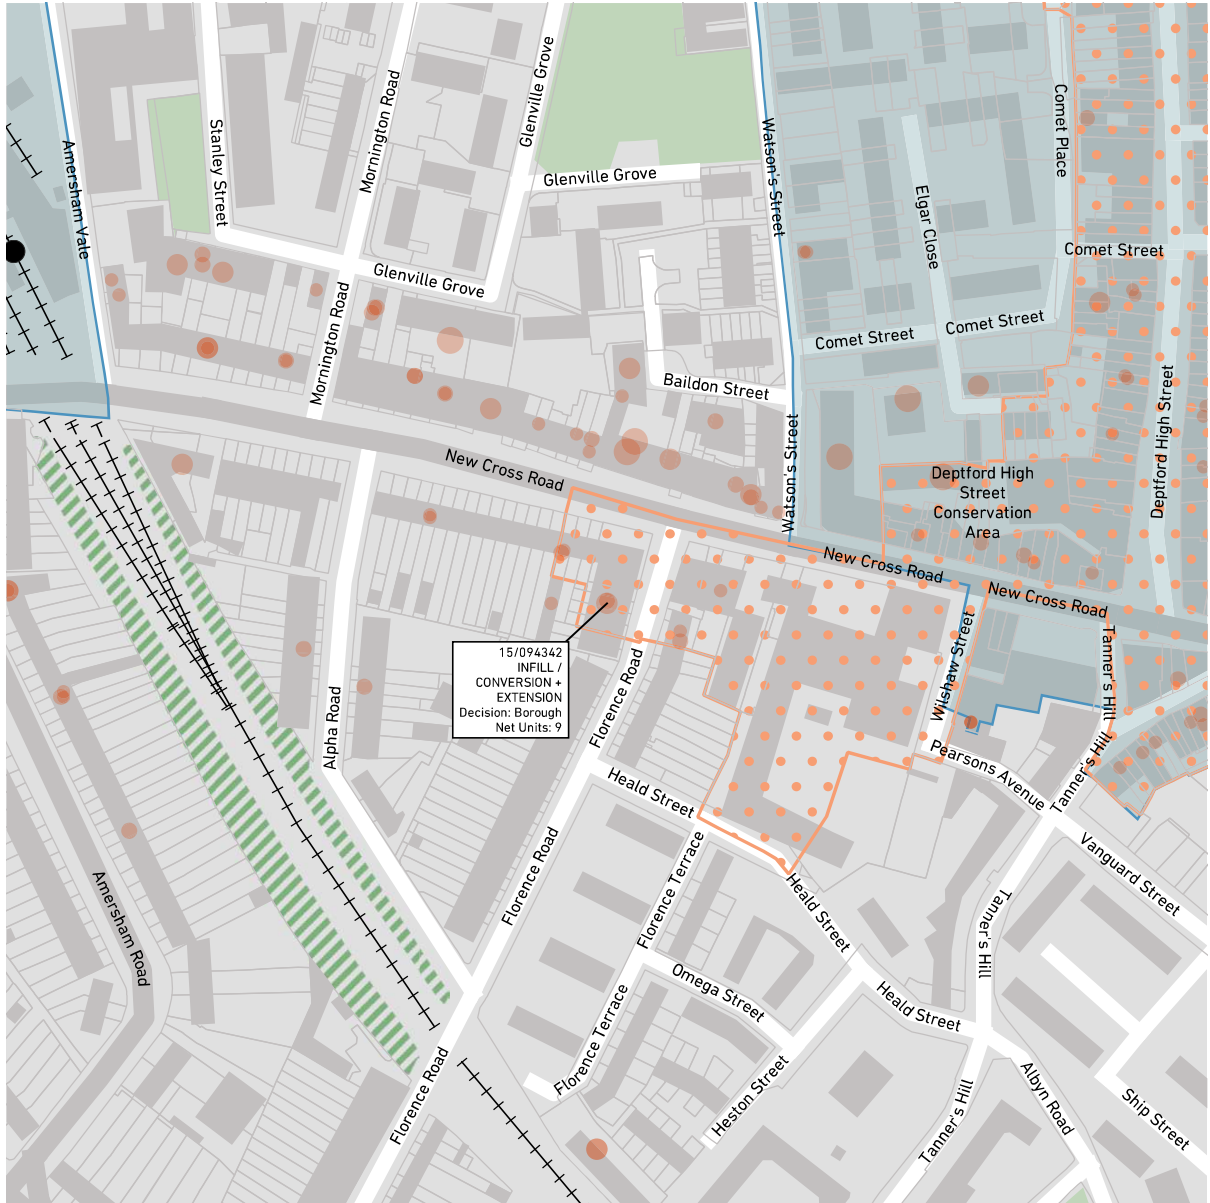 Comet Place
Glenville Grove
Mornington Road
Stanley Street
Watson's Street
Amersham Vale
Glenville Grove
Elgar Close
Comet Street
Glenville Grove
Mornington Road
Comet Street
Comet Street
Baildon Street
Deptford High Street
Watson's Street
New Cross Road
Deptford High
Street
Conservation
Area
New Cross Road
New Cross Road
15/094342
INFILL /
CONVERSION +
EXTENSION
Decision: Borough
Net Units: 9
Wilshaw Street
Tanner's Hill
Florence Road
Alpha Road
Pearsons Avenue
Tanner's Hill
Heald Street
Florence Road
Florence Terrace
Vanguard Street
Heald Street
Amersham Road
Tanner's Hill
Omega Street
Heald Street
Florence Terrace
Florence Road
Heston Street
Albyn Road
Tanner's Hill
Ship Street